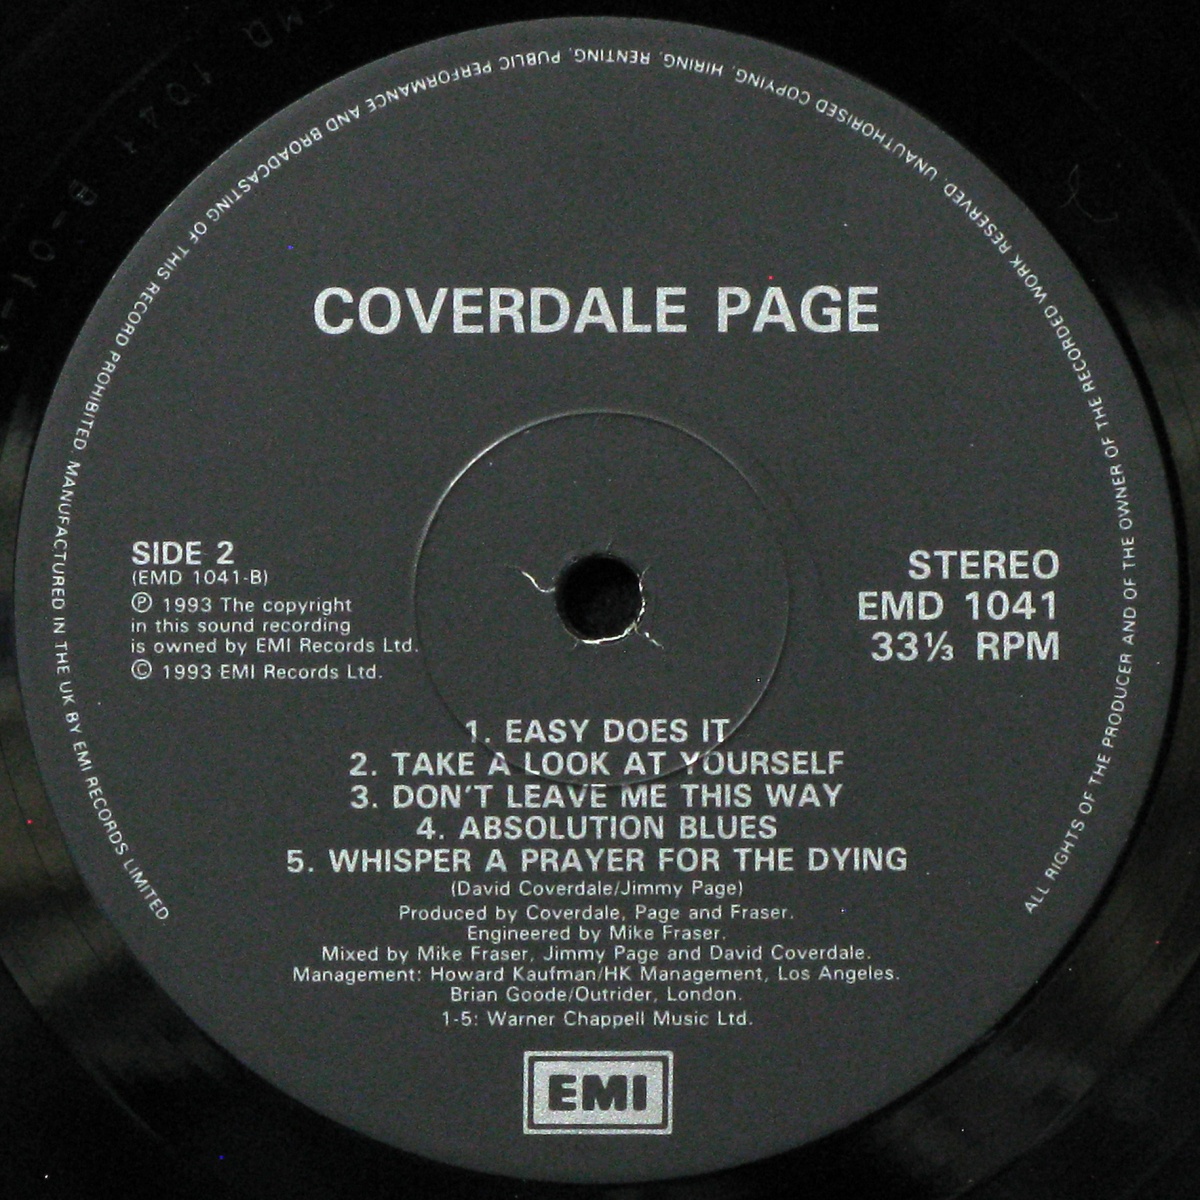 ALL RIGHTS OF THE PRODUCER AND OF THE OWNER OF THE RECORDED WORK RESERVED. UNAUTHORISED COPYING, HIRING, RENTING, PUBLIC PERFORMANCE AND BROADCASTING OF THIS RECORD PROHIBITED. MANUFACTURED IN THE UK BY EMI RECORDS LIMITED.
COVERDALE PAGE
SIDE 2
(EMD 1041-B)
Ⓟ 1993 The copyright
in this sound recording
is owned by EMI Records Ltd.
© 1993 EMI Records Ltd.
STEREO
EMD 1041
33⅓ RPM
1. EASY DOES IT
2. TAKE A LOOK AT YOURSELF
3. DON'T LEAVE ME THIS WAY
4. ABSOLUTION BLUES
5. WHISPER A PRAYER FOR THE DYING
(David Coverdale/Jimmy Page)
Produced by Coverdale, Page and Fraser.
Engineered by Mike Fraser.
Mixed by Mike Fraser, Jimmy Page and David Coverdale.
Management: Howard Kaufman/HK Management, Los Angeles.
Brian Goode/Outrider, London.
1-5: Warner Chappell Music Ltd.
EMI